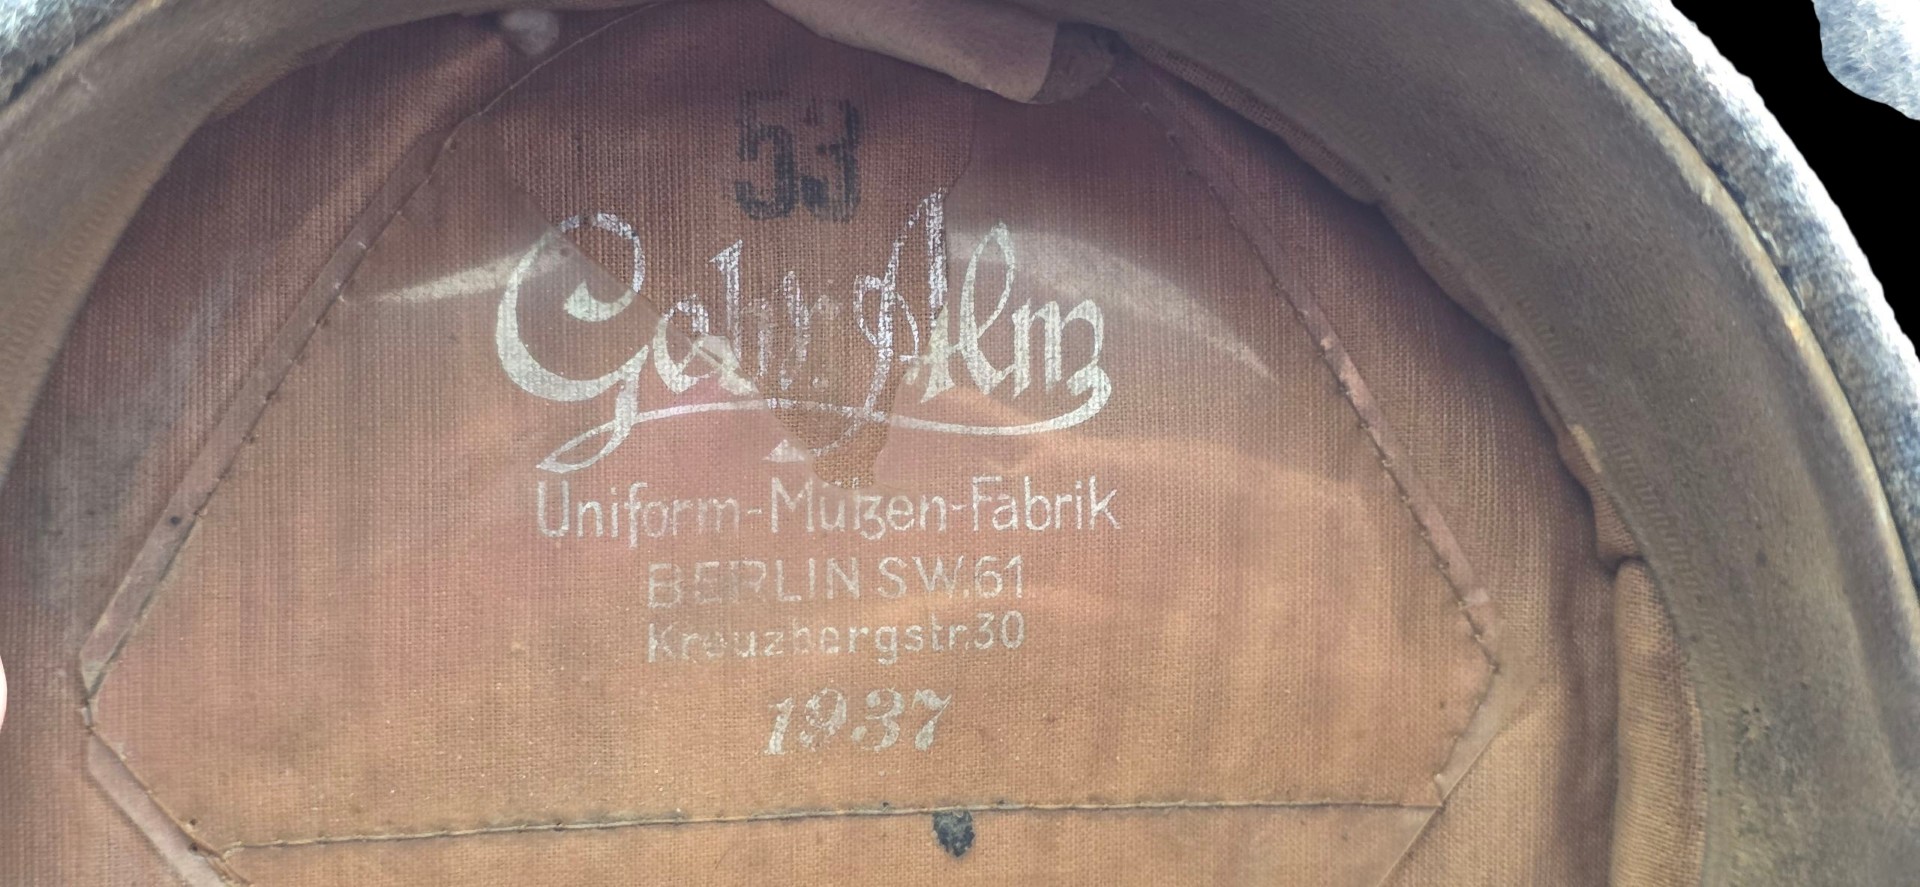 53
Gebr. Alm
Uniform-Mützen-Fabrik
BERLIN SW.61
Kreuzbergstr.30
1937